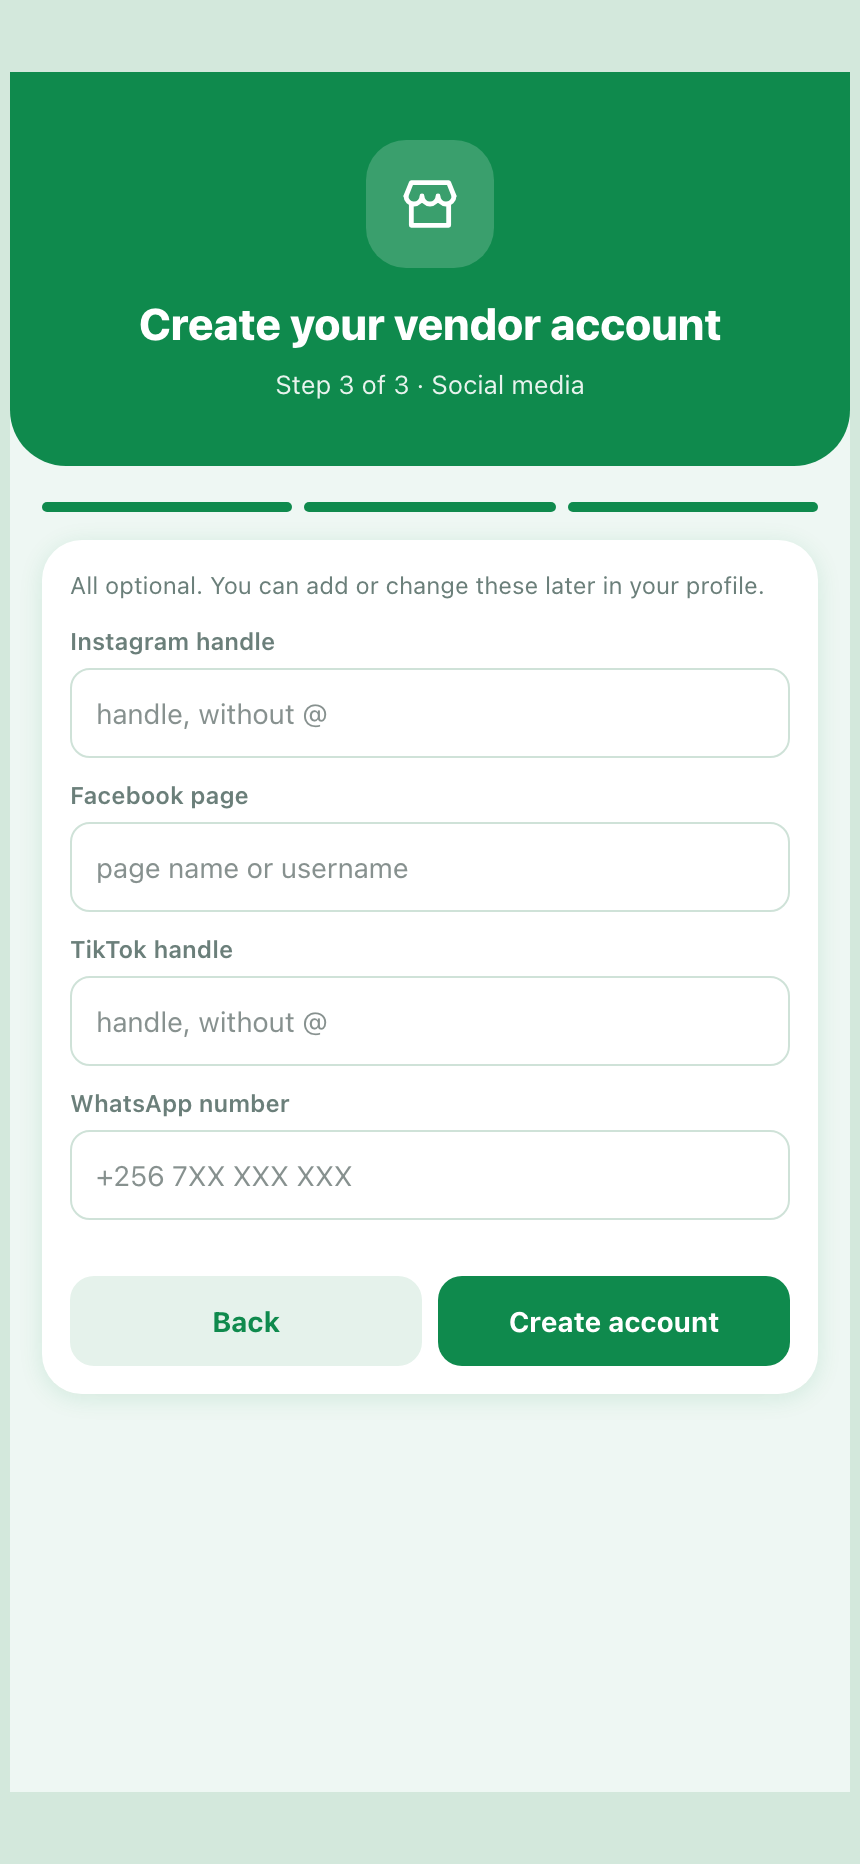 Create your vendor account
Step 3 of 3 · Social media
All optional. You can add or change these later in your profile.
Instagram handle
handle, without @
Facebook page
page name or username
TikTok handle
handle, without @
WhatsApp number
+256 7XX XXX XXX
Back
Create account